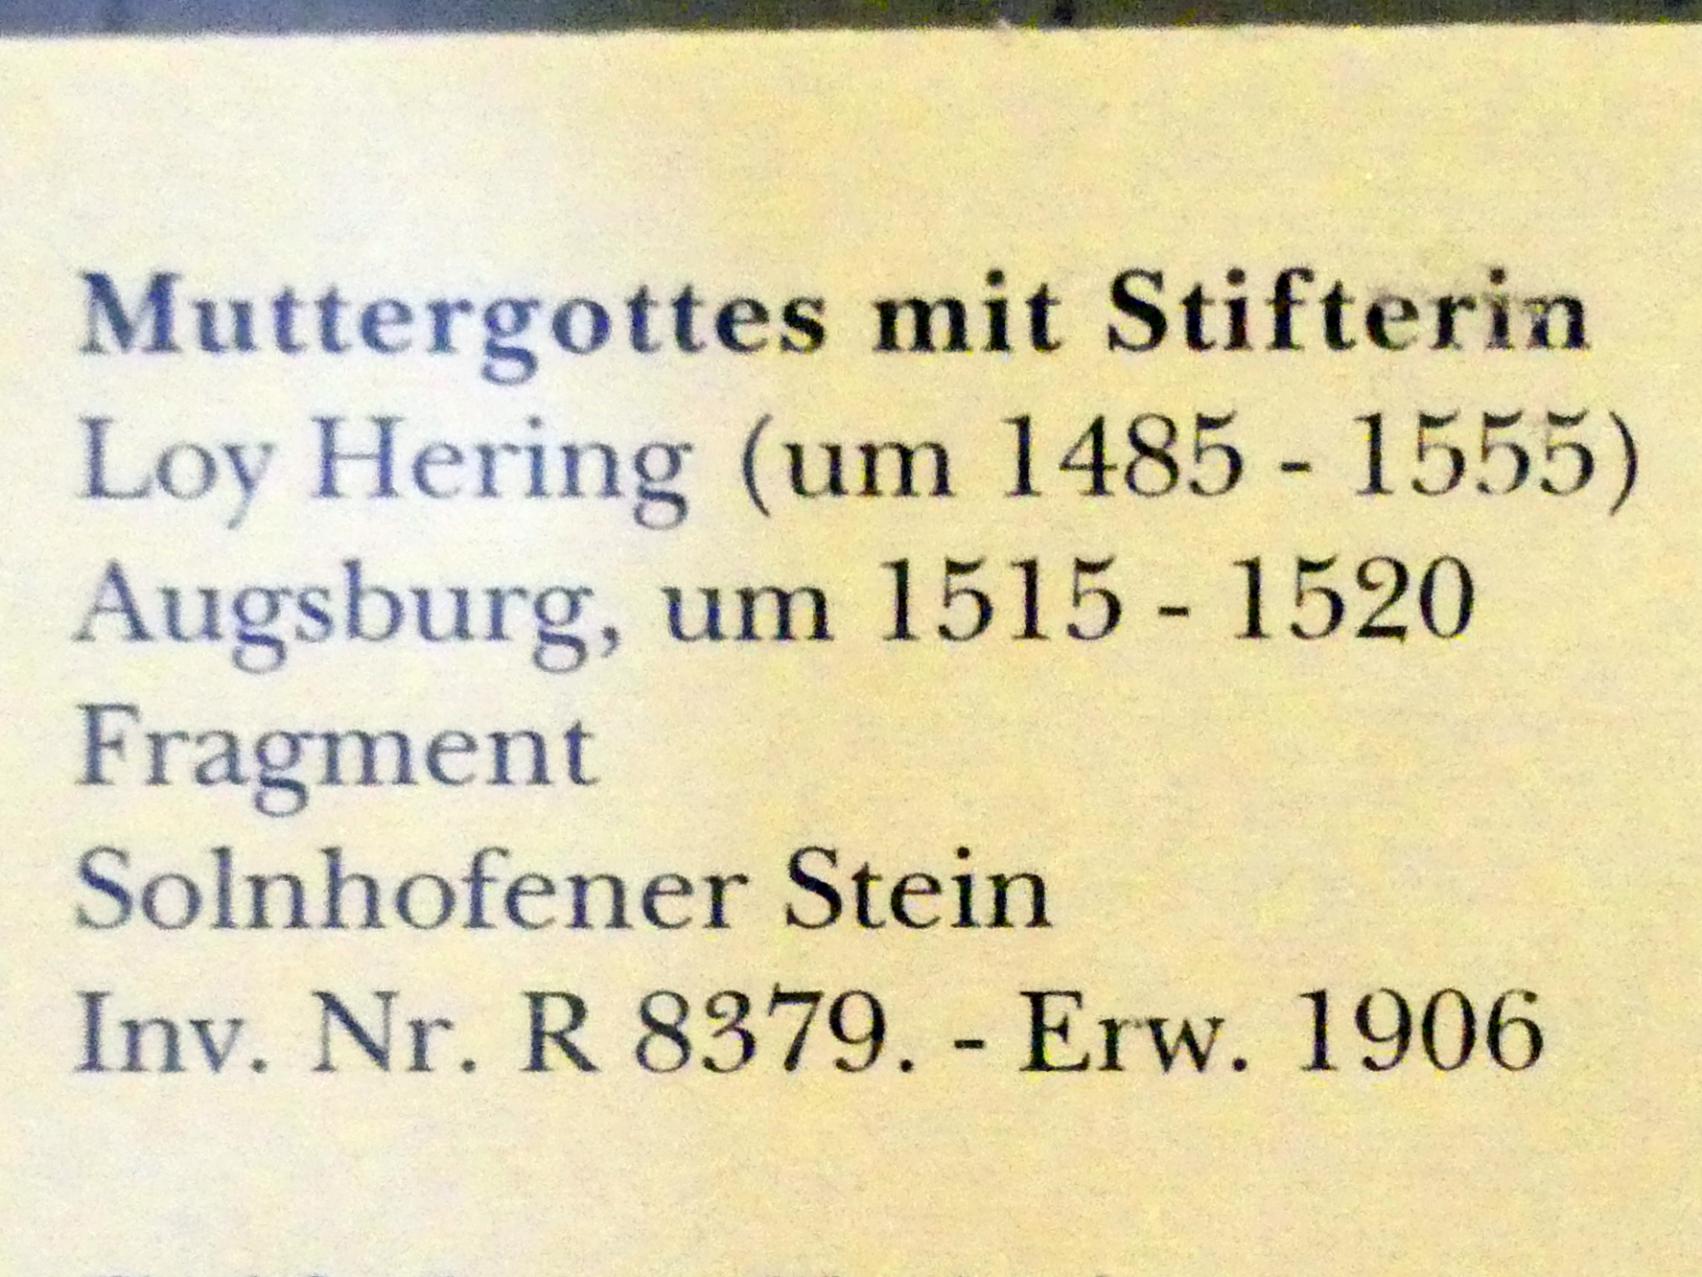 Muttergottes mit Stifterin
Loy Hering (um 1485 - 1555)
Augsburg, um 1515 - 1520
Fragment
Solnhofener Stein
Inv. Nr. R 8379. - Erw. 1906